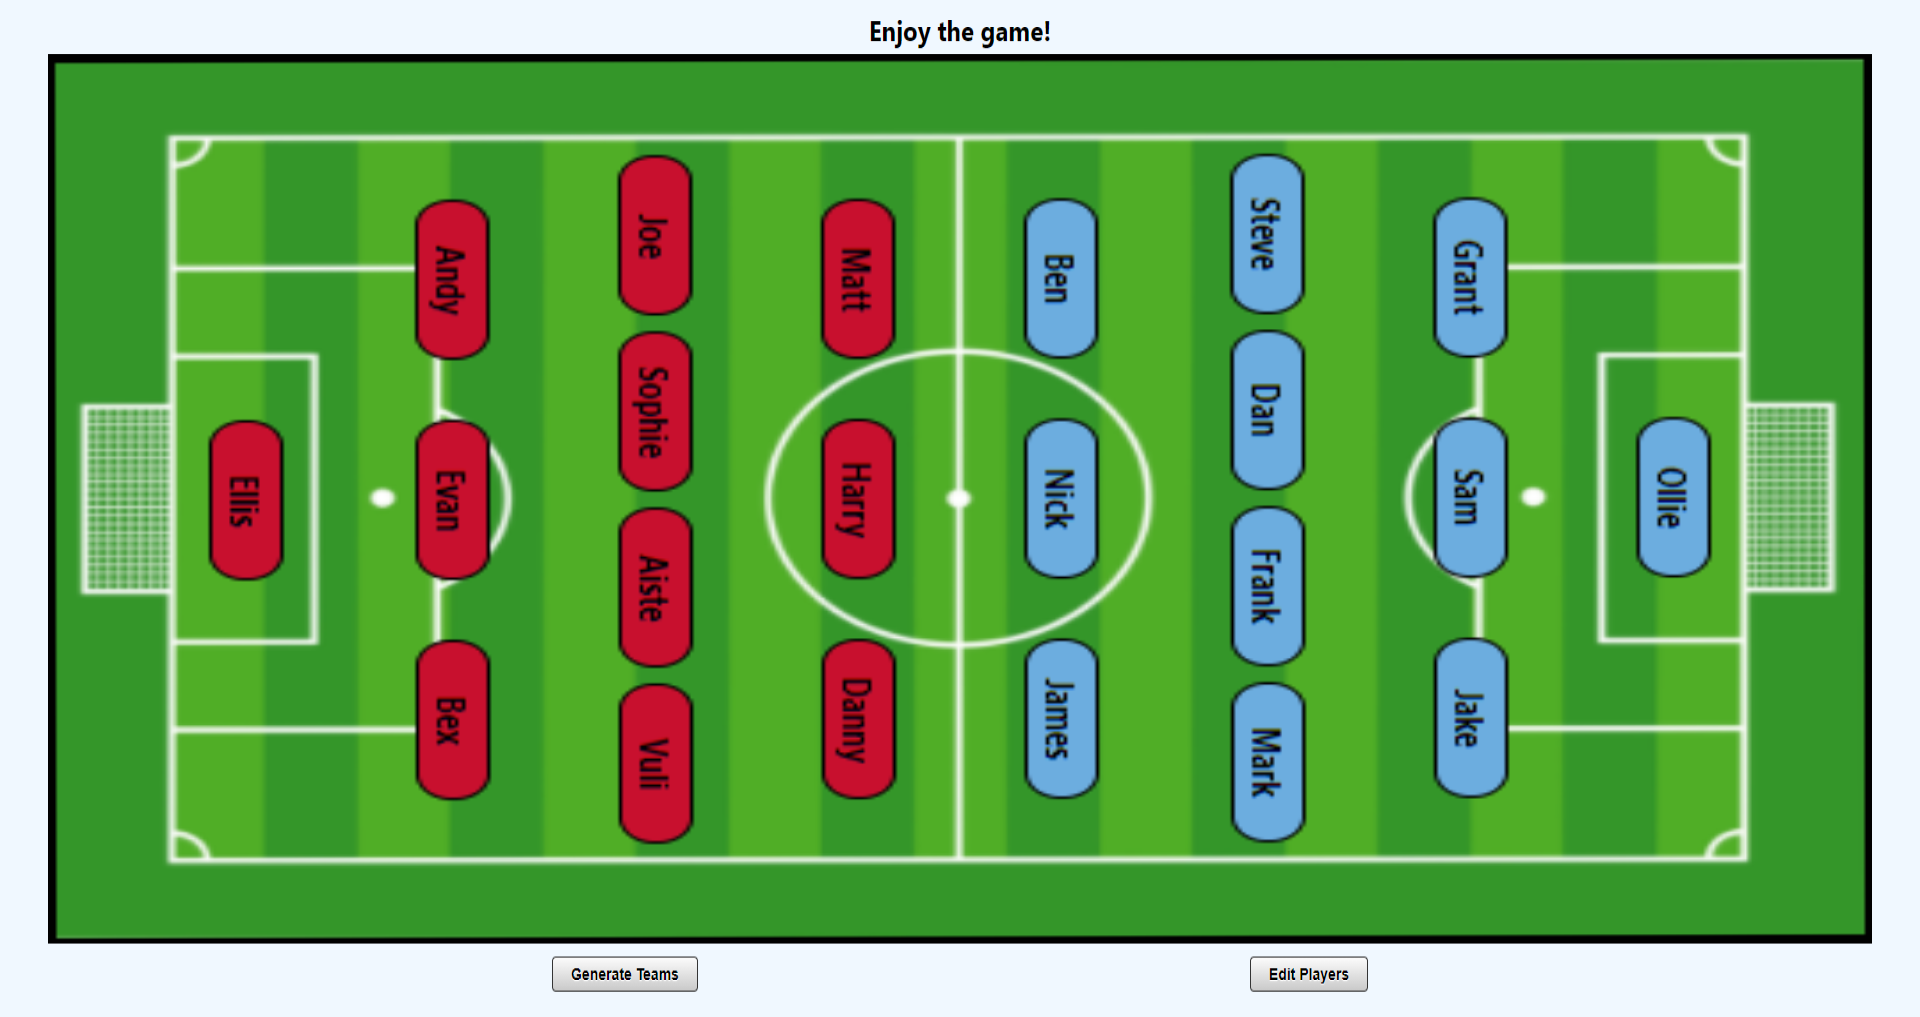 Enjoy the game!
Ellis
Andy
Evan
Bex
Joe
Sophie
Aiste
Vuli
Matt
Harry
Danny
Ben
Nick
James
Steve
Dan
Frank
Mark
Grant
Sam
Jake
Ollie
Generate Teams
Edit Players